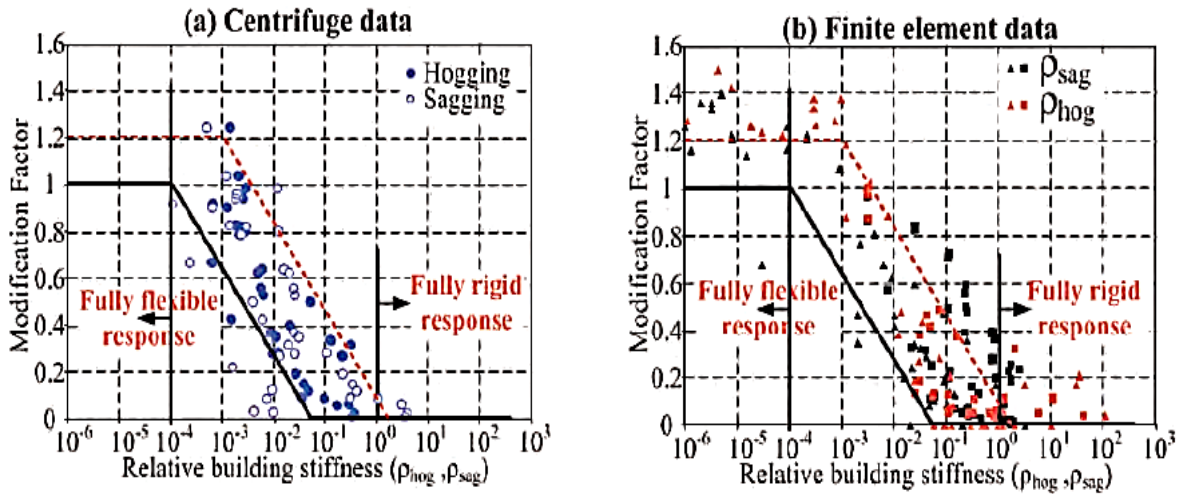 (a) Centrifuge data
1.6
1.4
1.2
1
0.8
0.6
0.4
0.2
0
Modification Factor
Hogging
Sagging
Fully flexible
response
Fully rigid
response
10⁻⁶ 10⁻⁴ 10⁻³ 10⁻² 10⁻¹ 10⁰ 10¹ 10² 10³
Relative building stiffness (ρhog ,ρsag)
(b) Finite element data
1.6
1.4
1.2
1
0.8
0.6
0.4
0.2
0
Modification Factor
ρsag
ρhog
Fully flexible
response
Fully rigid
response
10⁻⁶ 10⁻⁵ 10⁻⁴ 10⁻³ 10⁻² 10⁻¹ 10⁰ 10¹ 10² 10³
Relative building stiffness (ρhog ,ρsag)